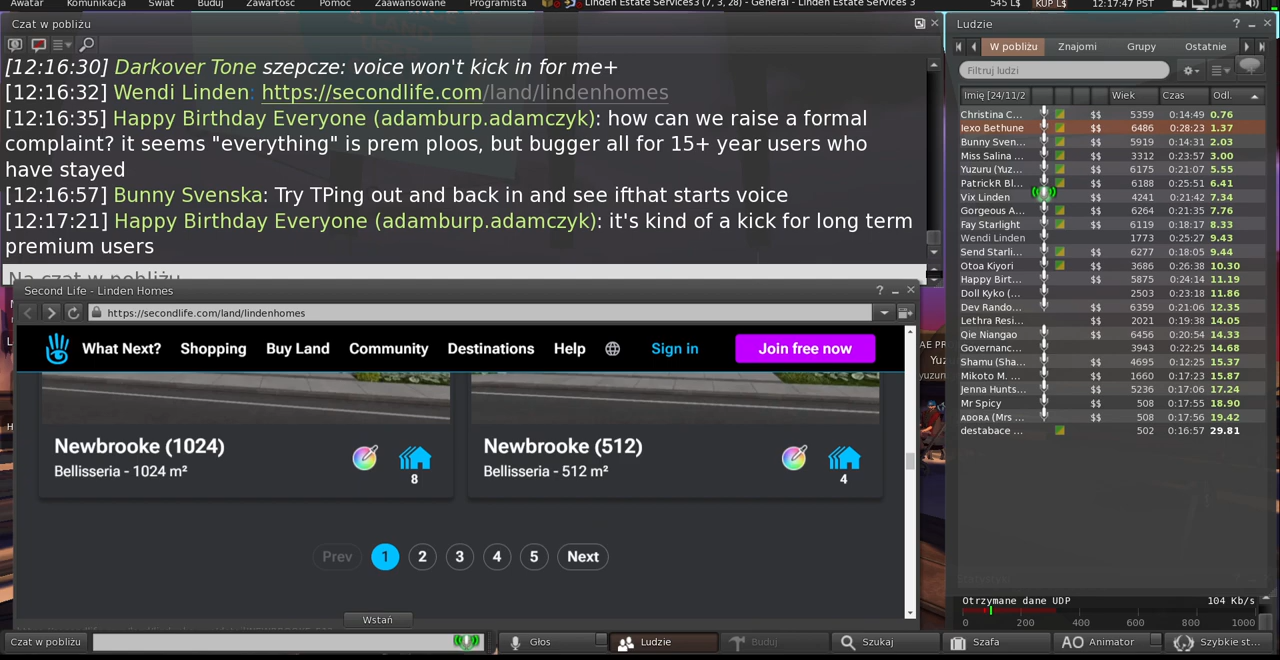 Awatar Komunikacja Świat Buduj Zawartość Pomoc Zaawansowane Programista Linden Estate Services3 (7, 3, 28) - General - Linden Estate Services 3 545 L$ KUP L$ 12:17:47 PST
Czat w pobliżu
[12:16:30] Darkover Tone szepcze: voice won't kick in for me+
[12:16:32] Wendi Linden: https://secondlife.com/land/lindenhomes
[12:16:35] Happy Birthday Everyone (adamburp.adamczyk): how can we raise a formal
complaint? it seems "everything" is prem ploos, but bugger all for 15+ year users who
have stayed
[12:16:57] Bunny Svenska: Try TPing out and back in and see ifthat starts voice
[12:17:21] Happy Birthday Everyone (adamburp.adamczyk): it's kind of a kick for long term
premium users
Na czat w pobliżu
Second Life - Linden Homes
https://secondlife.com/land/lindenhomes
What Next? Shopping Buy Land Community Destinations Help Sign in Join free now
Newbrooke (1024)
Bellisseria - 1024 m²
8
Newbrooke (512)
Bellisseria - 512 m²
4
Prev 1 2 3 4 5 Next
Wstań
Czat w pobliżu Głos Ludzie Buduj Szukaj Szafa AO Animator Szybkie st...
Ludzie
W pobliżu Znajomi Grupy Ostatnie
Filtruj ludzi
Imię [24/11/2 Wiek Czas Odl.
Christina C... $$ 5359 0:14:49 0.76
Iexo Bethune $$ 6486 0:28:23 1.37
Bunny Sven... $$ 5919 0:14:31 2.03
Miss Salina ... $$ 3312 0:23:57 3.00
Yuzuru (Yuz... $$ 6175 0:21:07 5.55
PatrickR Bl... $$ 6188 0:25:51 6.41
Vix Linden $$ 4241 0:21:42 7.34
Gorgeous A... $$ 6264 0:21:35 7.76
Fay Starlight $$ 6119 0:18:17 8.33
Wendi Linden 1773 0:25:27 9.43
Send Starli... $$ 6277 0:18:05 9.44
Otoa Kiyori $$ 3686 0:26:38 10.30
Happy Birt... $$ 5875 0:24:14 11.19
Doll Kyko (... 2503 0:23:18 11.86
Dev Rando... $$ 6359 0:21:06 12.35
Lethra Resi... $$ 2021 0:19:38 14.05
Qie Niangao $$ 6456 0:20:54 14.33
Governanc... 3943 0:22:25 14.68
Shamu (Sha... $$ 4695 0:12:25 15.37
Mikoto M. ... $$ 1660 0:17:23 15.87
Jenna Hunts... $$ 5236 0:17:06 17.24
Mr Spicy $$ 508 0:17:55 18.90
ᴀᴅᴏʀᴀ (Mrs ... $$ 508 0:17:56 19.42
destabace ... 502 0:16:57 29.81
Otrzymane dane UDP 104 Kb/s
0 200 400 600 800 1000